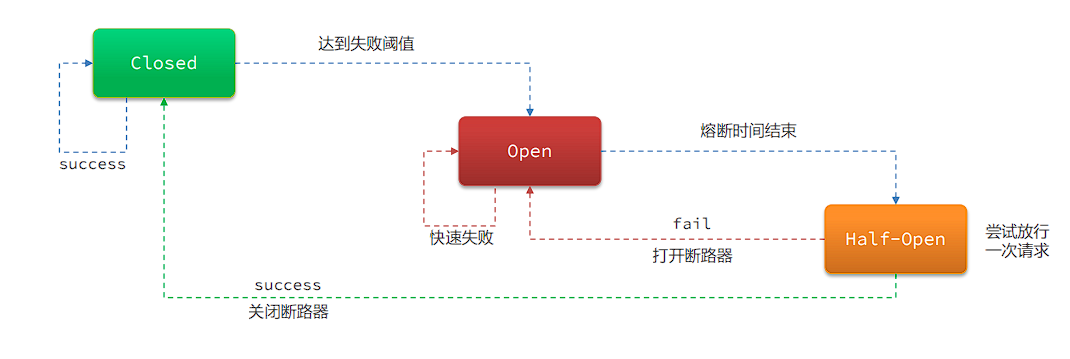 达到失败阈值
Closed
熔断时间结束
Open
success
fail
尝试放行
一次请求
快速失败
Half-Open
打开断路器
success
关闭断路器